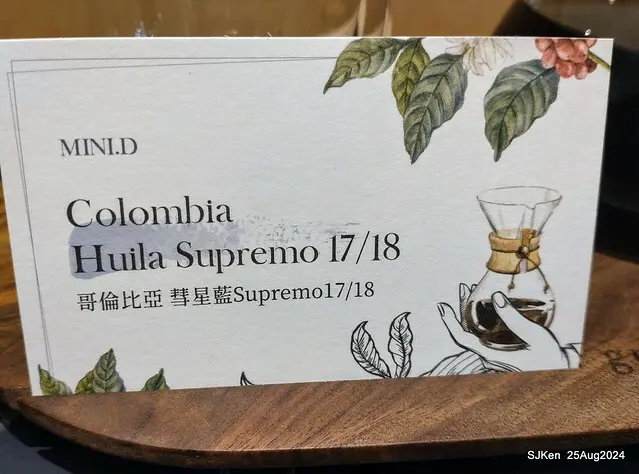 MINI.D
Colombia
Huila Supremo 17/18
哥倫比亞 彗星藍Supremo17/18
SJKen 25Aug2024